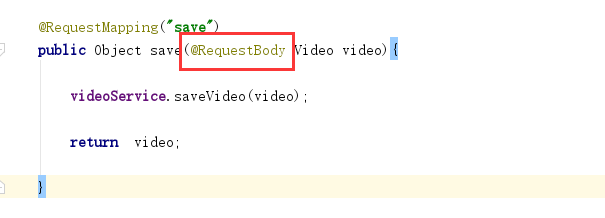 @RequestMapping("save")
public Object save(@RequestBody Video video){
videoService.saveVideo(video);
return  video;
}